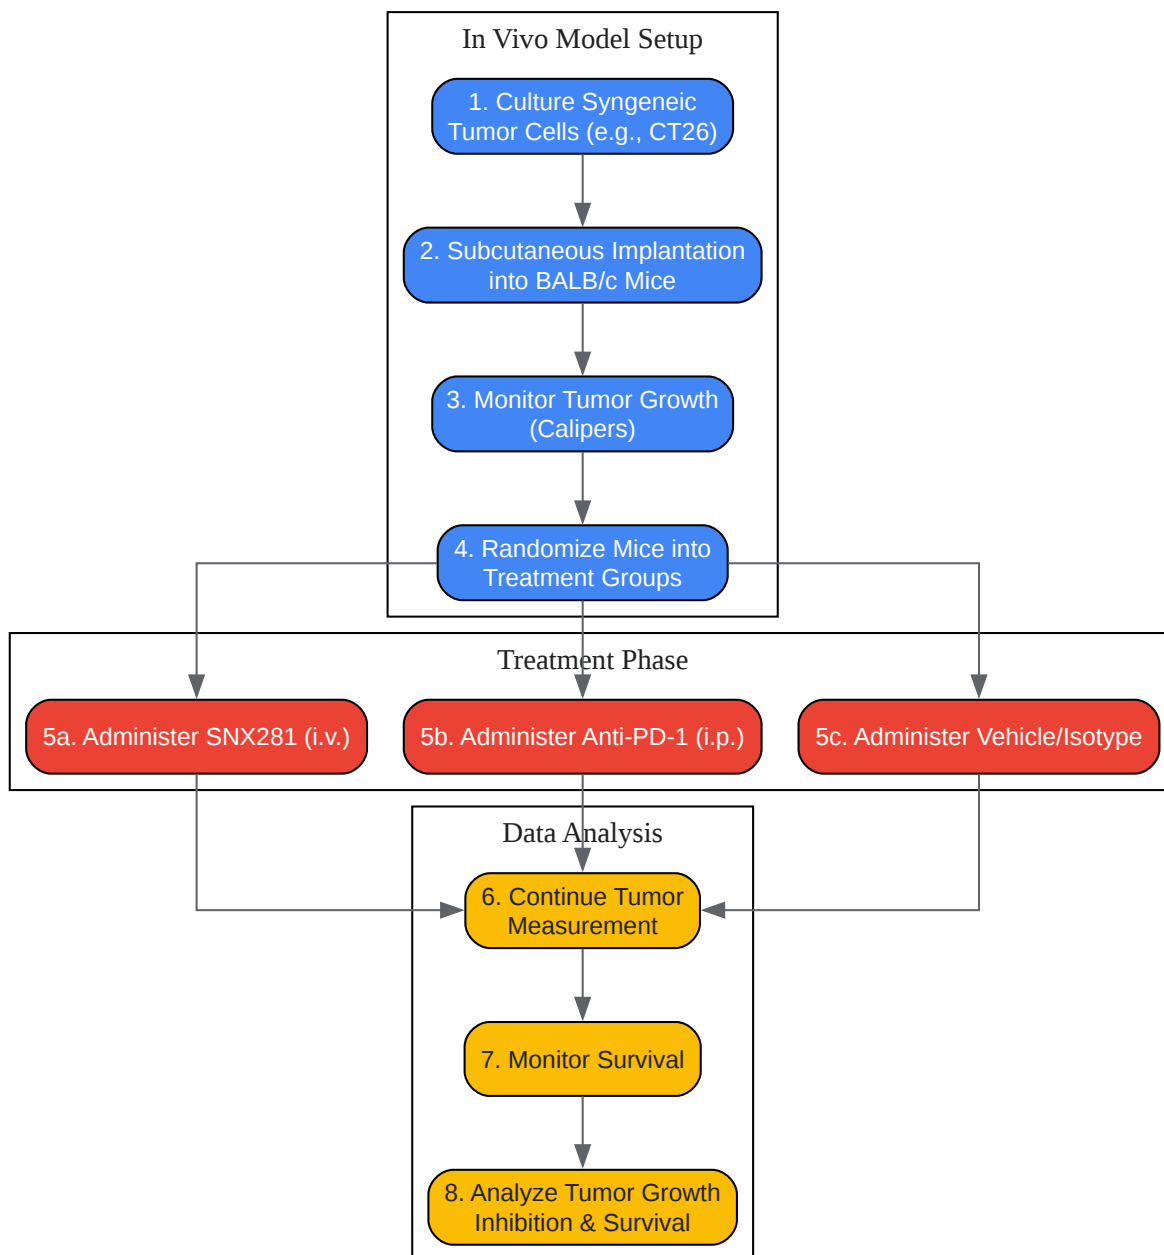 In Vivo Model Setup
1. Culture Syngeneic
Tumor Cells (e.g., CT26)
2. Subcutaneous Implantation
into BALB/c Mice
3. Monitor Tumor Growth
(Calipers)
4. Randomize Mice into
Treatment Groups
Treatment Phase
5a. Administer SNX281 (i.v.)
5b. Administer Anti-PD-1 (i.p.)
5c. Administer Vehicle/Isotype
Data Analysis
6. Continue Tumor
Measurement
7. Monitor Survival
8. Analyze Tumor Growth
Inhibition & Survival